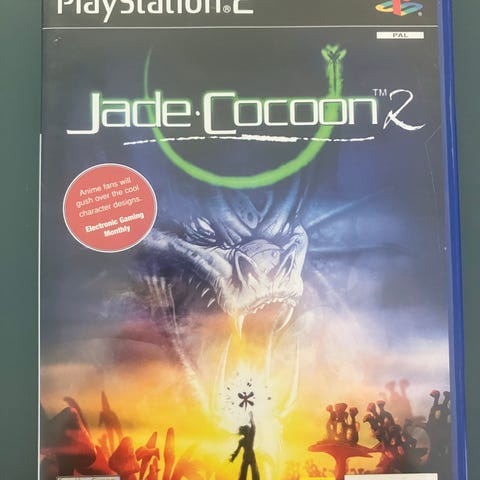 PlayStation®2
PAL
Jade·Cocoon™2
Anime fans will
gush over the cool
character designs.
Electronic Gaming
Monthly